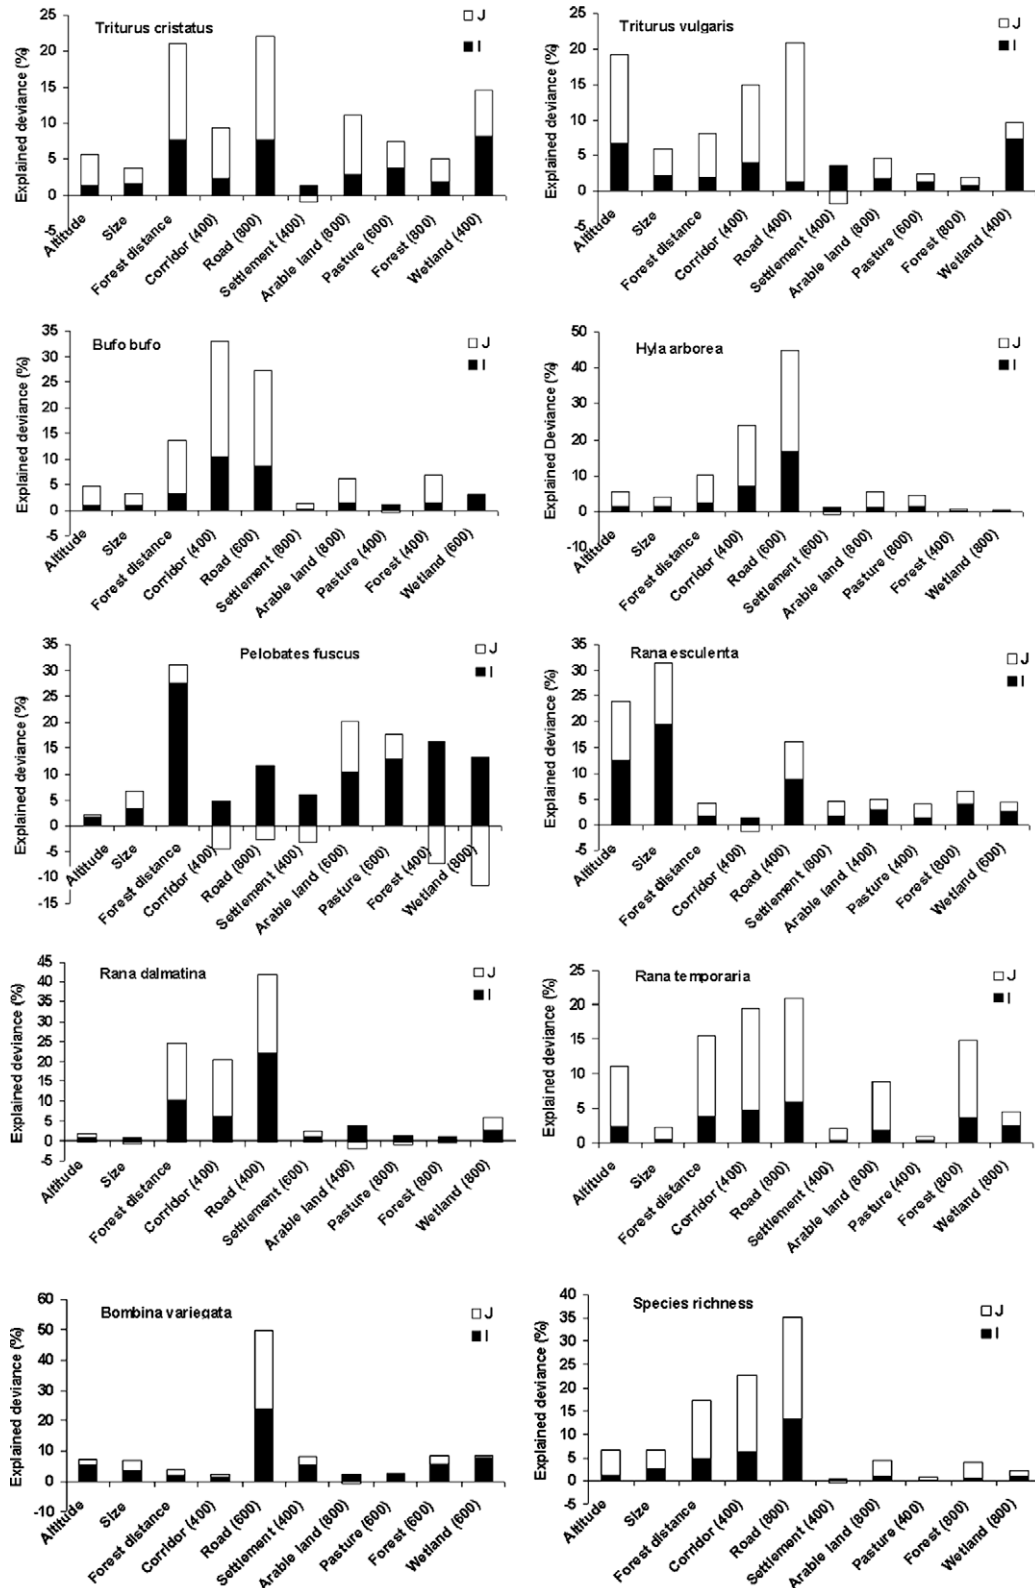 Triturus cristatus
J
I
Explained deviance (%)
25
20
15
10
5
0
-5
Altitude
Size
Forest distance
Corridor (400)
Road (800)
Settlement (400)
Arable land (800)
Pasture (600)
Forest (800)
Wetland (400)
Triturus vulgaris
J
I
Explained deviance (%)
25
20
15
10
5
0
-5
Altitude
Size
Forest distance
Corridor (400)
Road (400)
Settlement (400)
Arable land (800)
Pasture (600)
Forest (800)
Wetland (400)
Bufo bufo
J
I
Explained deviance (%)
35
30
25
20
15
10
5
0
-5
Altitude
Size
Forest distance
Corridor (400)
Road (600)
Settlement (800)
Arable land (800)
Pasture (400)
Forest (400)
Wetland (600)
Hyla arborea
J
I
Explained Deviance (%)
50
40
30
20
10
0
-10
Altitude
Size
Forest distance
Corridor (400)
Road (600)
Settlement (600)
Arable land (800)
Pasture (800)
Forest (400)
Wetland (800)
Pelobates fuscus
J
I
Explained deviance (%)
35
30
25
20
15
10
5
0
-5
-10
-15
Altitude
Size
Forest distance
Corridor (400)
Road (800)
Settlement (400)
Arable land (600)
Pasture (600)
Forest (400)
Wetland (800)
Rana esculenta
J
I
Explained deviance (%)
35
30
25
20
15
10
5
0
-5
Altitude
Size
Forest distance
Corridor (400)
Road (400)
Settlement (800)
Arable land (400)
Pasture (400)
Forest (800)
Wetland (600)
Rana dalmatina
J
I
Explained deviance (%)
45
40
35
30
25
20
15
10
5
0
-5
Altitude
Size
Forest distance
Corridor (400)
Road (400)
Settlement (600)
Arable land (400)
Pasture (800)
Forest (800)
Wetland (800)
Rana temporaria
J
I
Explained deviance (%)
25
20
15
10
5
0
Altitude
Size
Forest distance
Corridor (400)
Road (800)
Settlement (400)
Arable land (800)
Pasture (400)
Forest (800)
Wetland (800)
Bombina variegata
J
I
Explained deviance (%)
60
50
40
30
20
10
0
-10
Altitude
Size
Forest distance
Corridor (400)
Road (600)
Settlement (400)
Arable land (800)
Pasture (600)
Forest (600)
Wetland (600)
Species richness
J
I
Explained deviance (%)
40
35
30
25
20
15
10
5
0
-5
Altitude
Size
Forest distance
Corridor (400)
Road (800)
Settlement (400)
Arable land (800)
Pasture (400)
Forest (800)
Wetland (800)